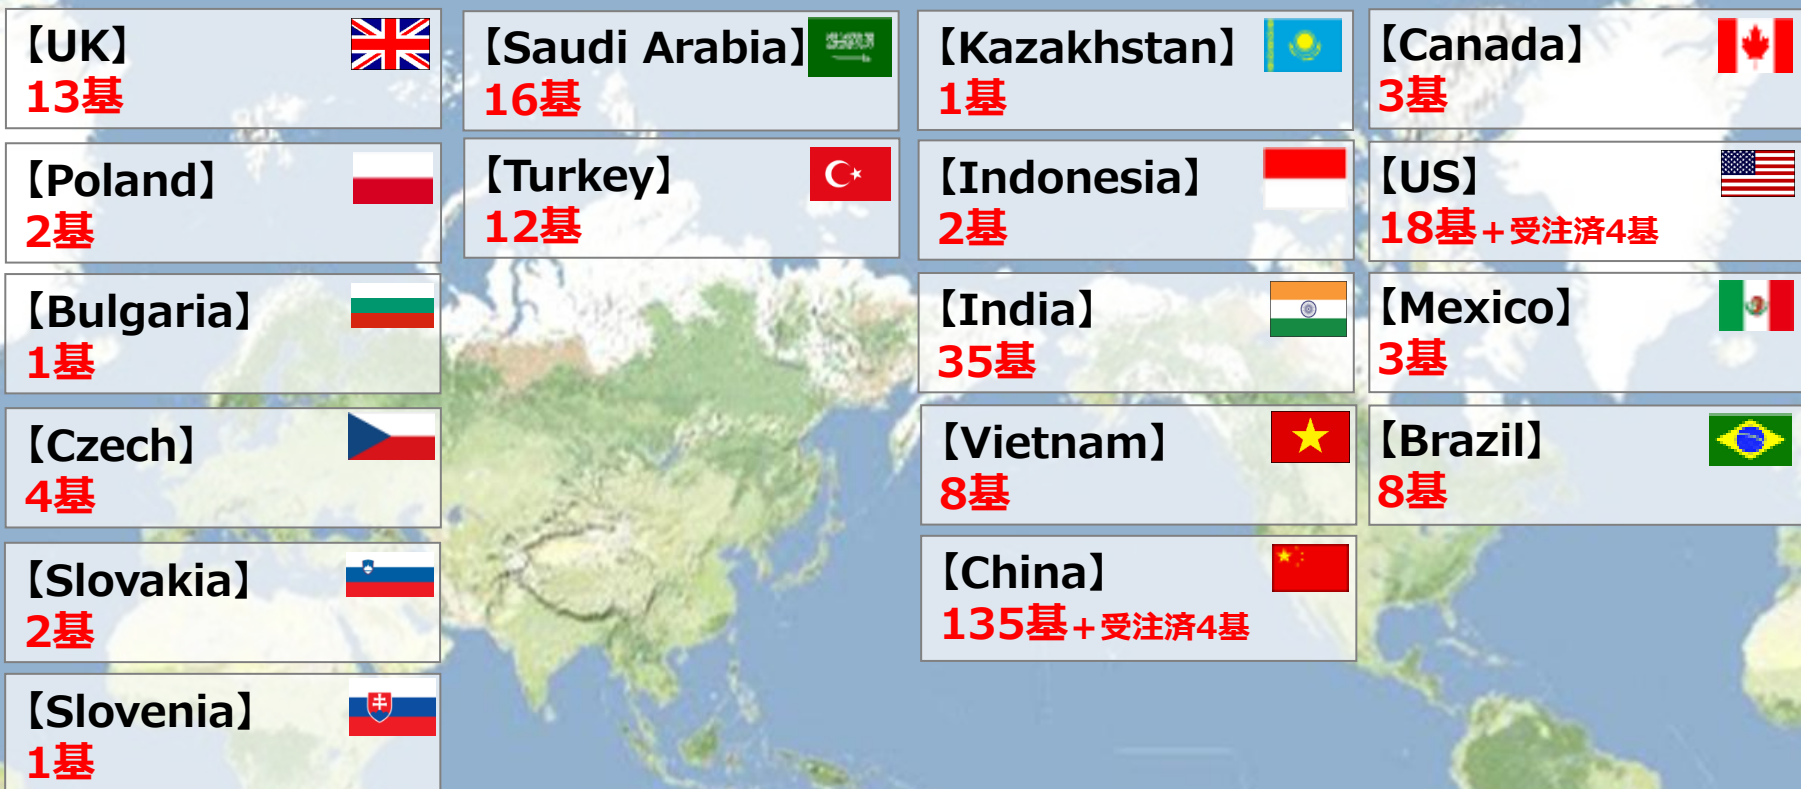 【UK】
13基
【Poland】
2基
【Bulgaria】
1基
【Czech】
4基
【Slovakia】
2基
【Slovenia】
1基
【Saudi Arabia】
16基
【Turkey】
12基
【Kazakhstan】
1基
【Indonesia】
2基
【India】
35基
【Vietnam】
8基
【China】
135基+受注済4基
【Canada】
3基
【US】
18基+受注済4基
【Mexico】
3基
【Brazil】
8基